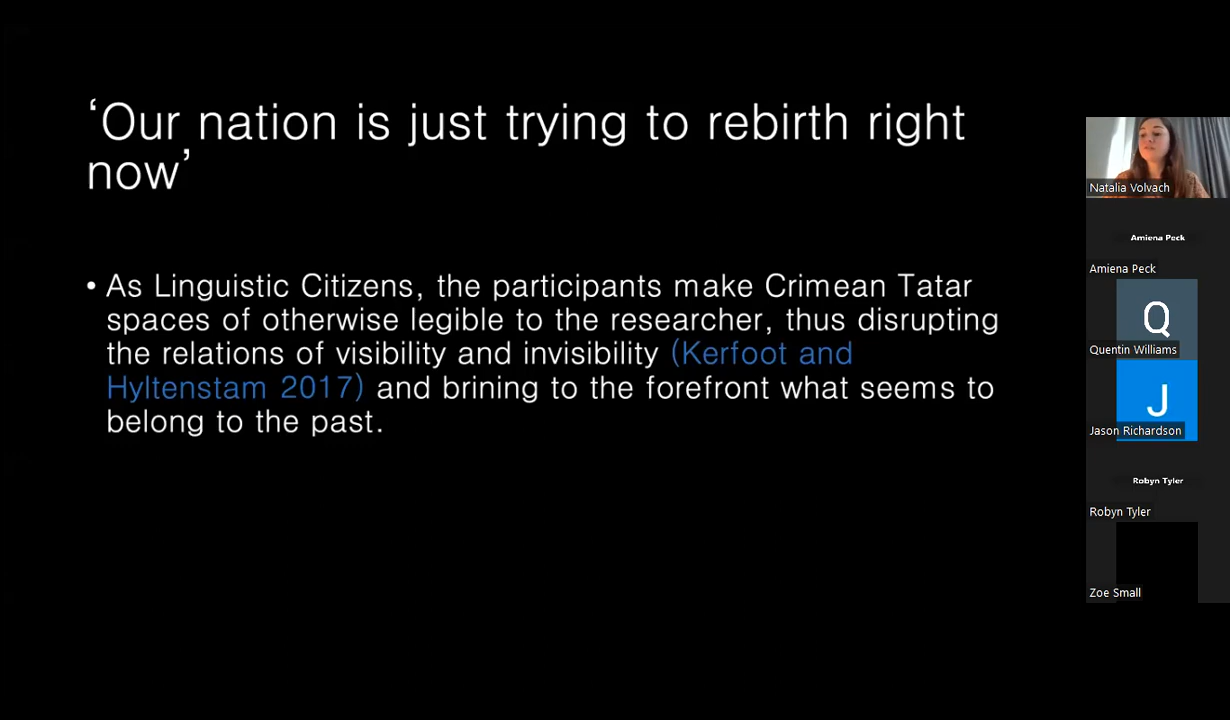 ‘Our nation is just trying to rebirth right
now’
• As Linguistic Citizens, the participants make Crimean Tatar
spaces of otherwise legible to the researcher, thus disrupting
the relations of visibility and invisibility (Kerfoot and
Hyltenstam 2017) and brining to the forefront what seems to
belong to the past.
Natalia Volvach
Amiena Peck
Amiena Peck
Q
Quentin Williams
J
Jason Richardson
Robyn Tyler
Robyn Tyler
Zoe Small